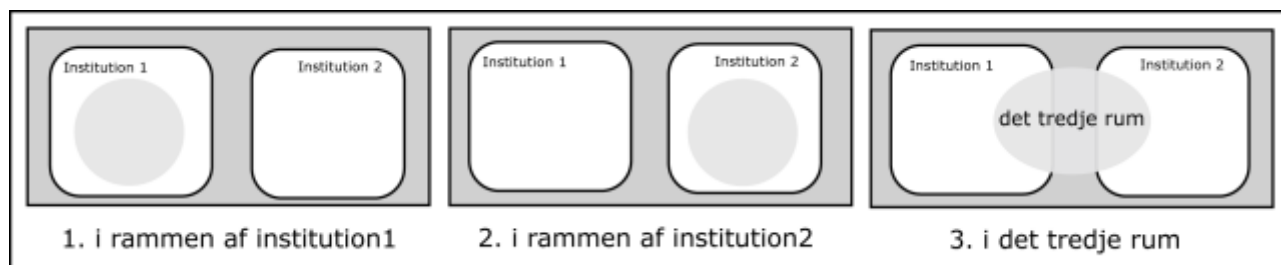 Institution 1
Institution 2
1. i rammen af institution1
Institution 1
Institution 2
2. i rammen af institution2
Institution 1
Institution 2
det tredje rum
3. i det tredje rum